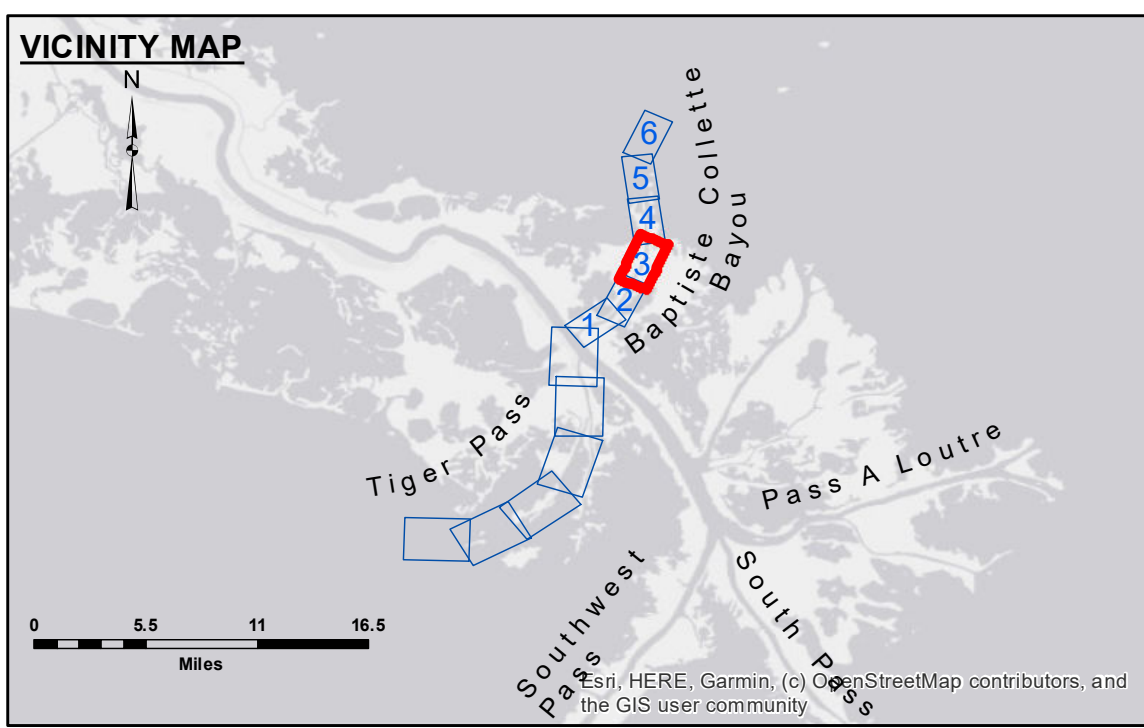 VICINITY MAP
N
6
5
4
3
2
1
Baptiste Collette
Bayou
Tiger Pass
Pass A Loutre
South Pass
Southwest
Pass
0 5.5 11 16.5
Miles
Esri, HERE, Garmin, (c) OpenStreetMap contributors, and
the GIS user community